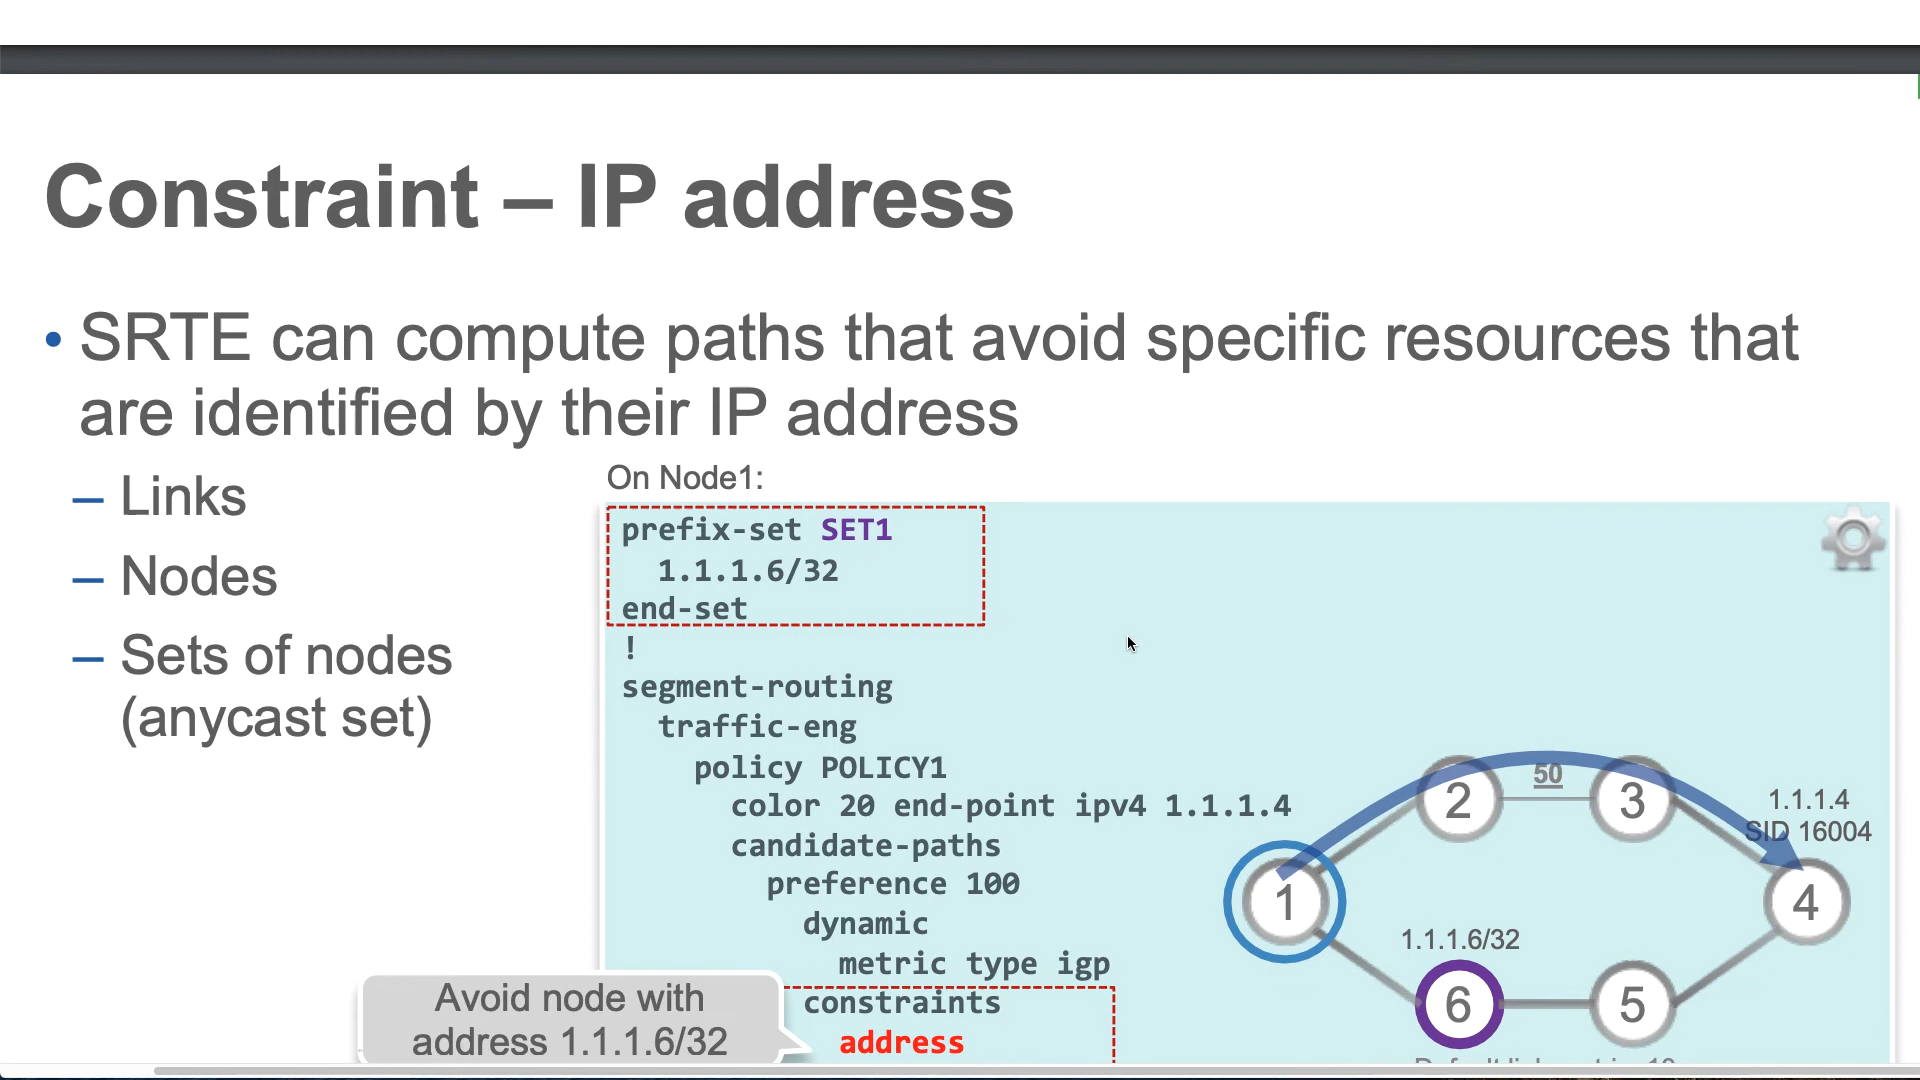 Constraint – IP address
• SRTE can compute paths that avoid specific resources that
are identified by their IP address
– Links
– Nodes
– Sets of nodes
(anycast set)
On Node1:
prefix-set SET1
1.1.1.6/32
end-set
!
segment-routing
traffic-eng
policy POLICY1
color 20 end-point ipv4 1.1.1.4
candidate-paths
preference 100
dynamic
metric type igp
constraints
address
Avoid node with
address 1.1.1.6/32
2
50
3
1.1.1.4
SID 16004
1
4
1.1.1.6/32
6
5